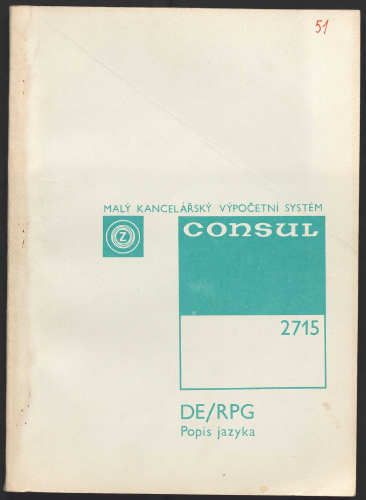 51
MALÝ KANCELÁŘSKÝ VÝPOČETNÍ SYSTÉM
Z
consul
2715
DE/RPG
Popis jazyka